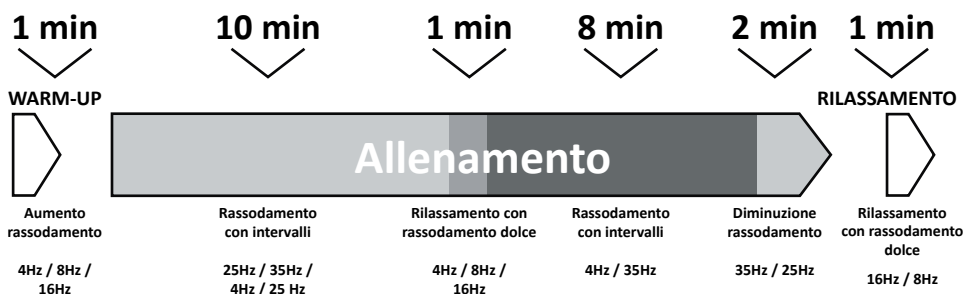 1 min 10 min 1 min 8 min 2 min 1 min
WARM-UP RILASSAMENTO
Allenamento
Aumento
rassodamento
4Hz / 8Hz /
16Hz
Rassodamento
con intervalli
25Hz / 35Hz /
4Hz / 25 Hz
Rilassamento con
rassodamento dolce
4Hz / 8Hz /
16Hz
Rassodamento
con intervalli
4Hz / 35Hz
Diminuzione
rassodamento
35Hz / 25Hz
Rilassamento
con rassodamento
dolce
16Hz / 8Hz